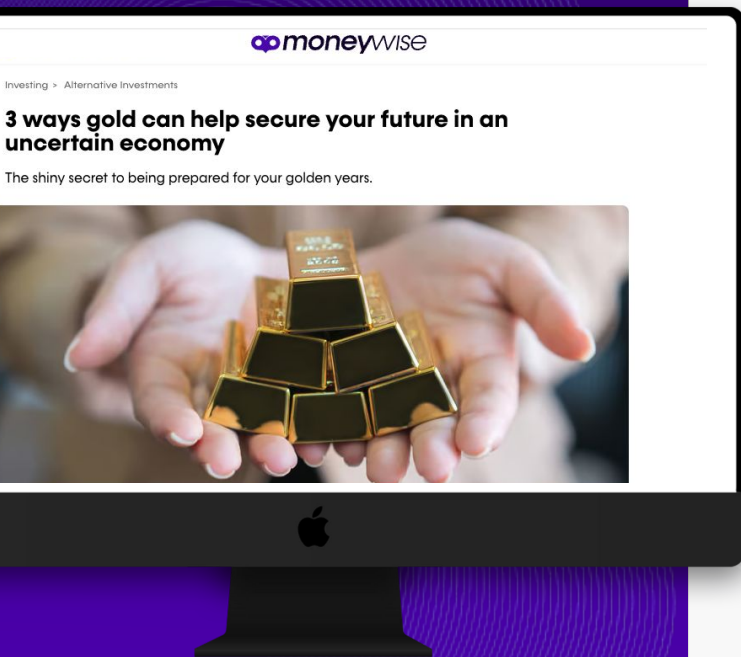 moneywise
Investing > Alternative Investments
3 ways gold can help secure your future in an
uncertain economy
The shiny secret to being prepared for your golden years.